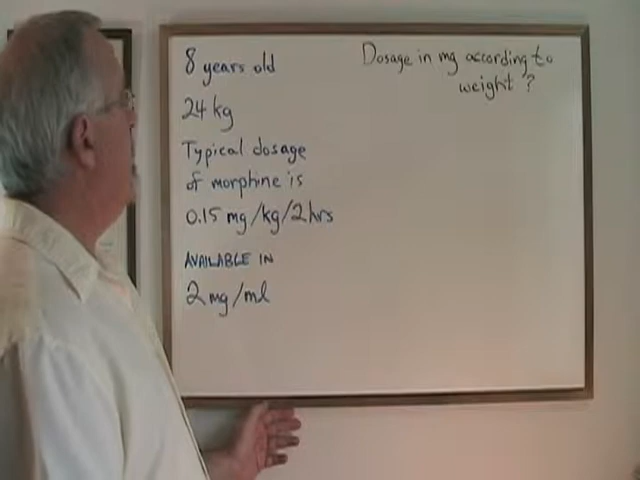 8 years old
24 kg
Typical dosage
of morphine is
0.15 mg/kg/2hrs
AVAILABLE IN
2 mg/ml
Dosage in mg according to
weight ?